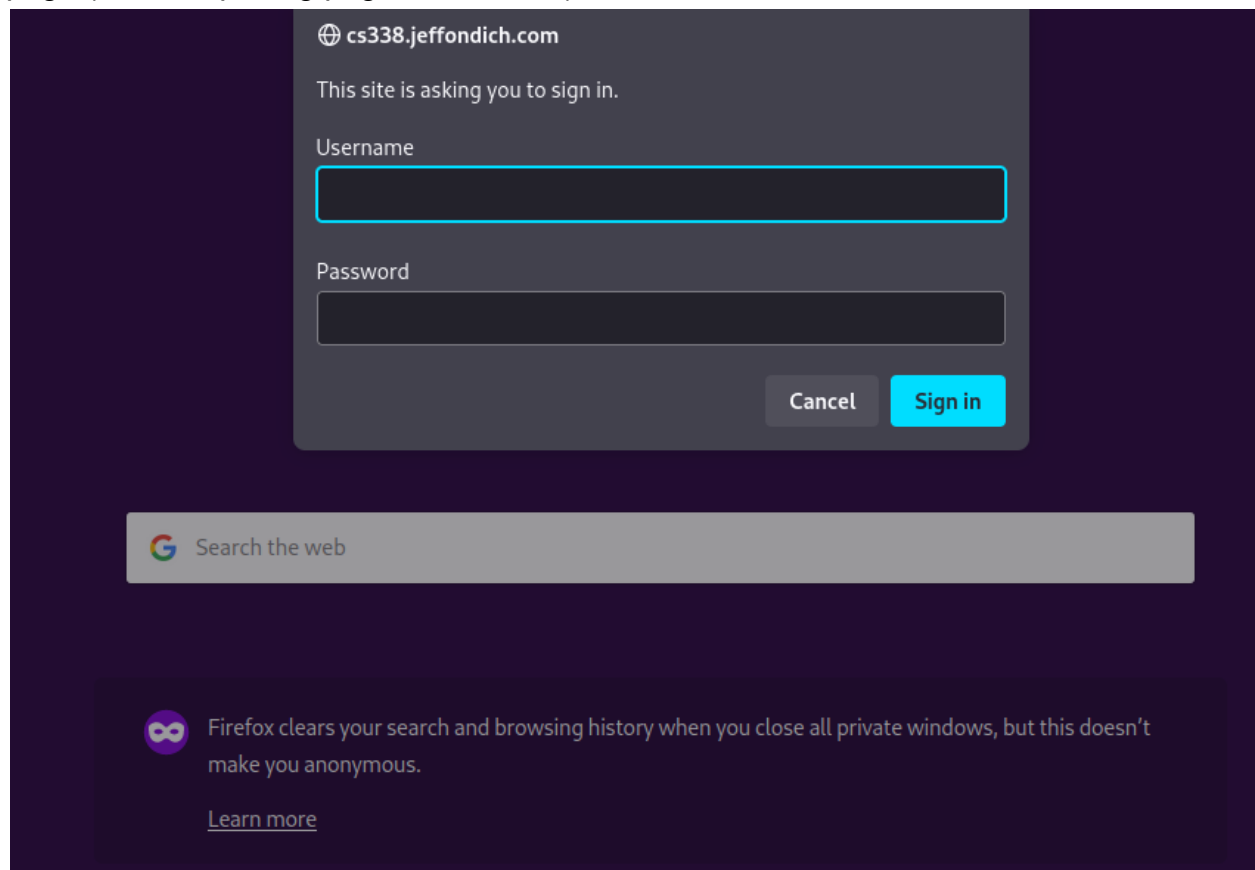 cs338.jeffondich.com
This site is asking you to sign in.
Username
Password
Cancel Sign in
Search the web
Firefox clears your search and browsing history when you close all private windows, but this doesn’t
make you anonymous.
Learn more